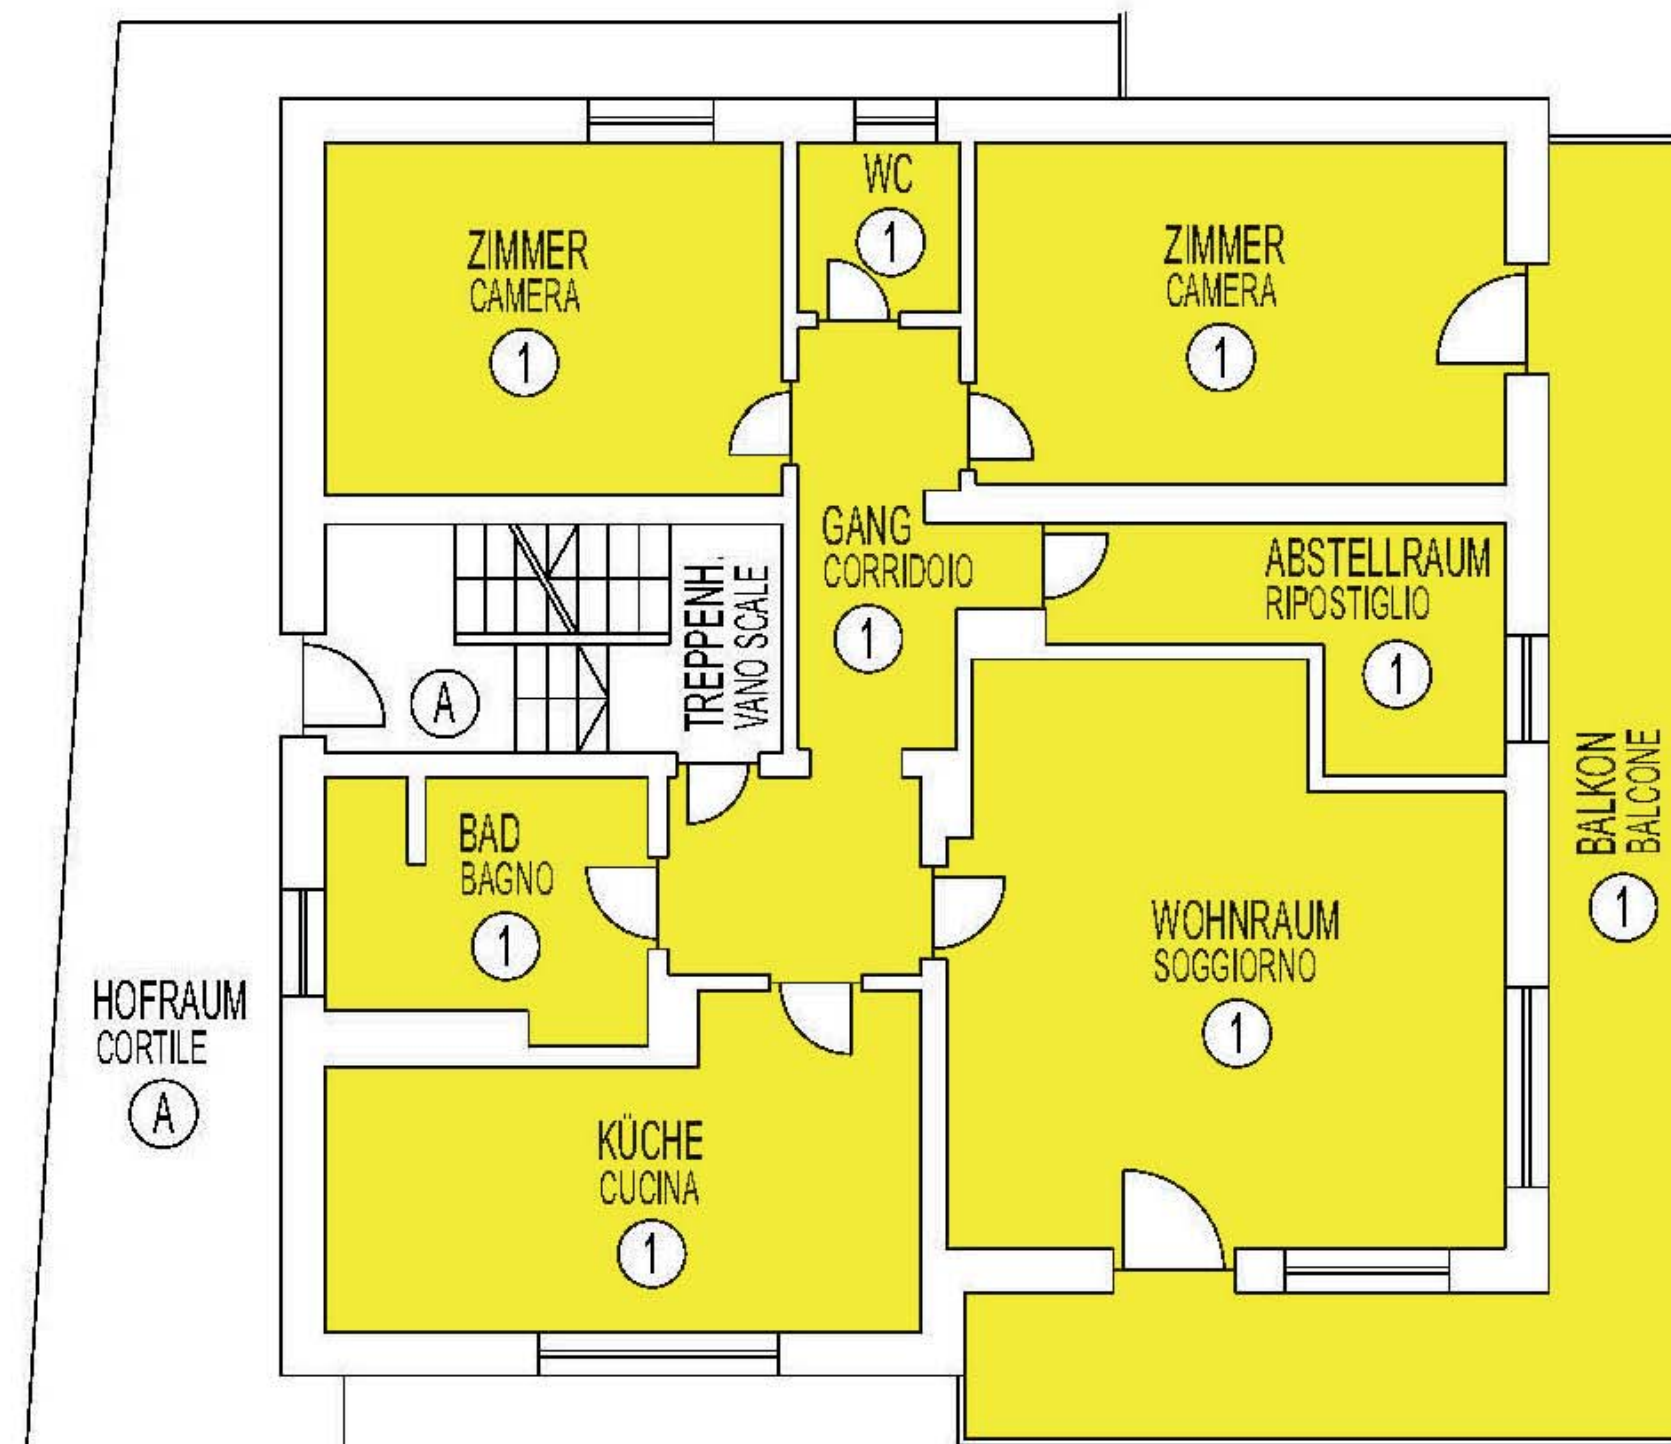 WC
1
ZIMMER
CAMERA
1
ZIMMER
CAMERA
1
GANG
CORRIDOIO
1
ABSTELLRAUM
RIPOSTIGLIO
1
TREPPENH.
VANO SCALE
A
BAD
BAGNO
1
WOHNRAUM
SOGGIORNO
1
BALKON
BALCONE
1
HOFRAUM
CORTILE
A
KÜCHE
CUCINA
1